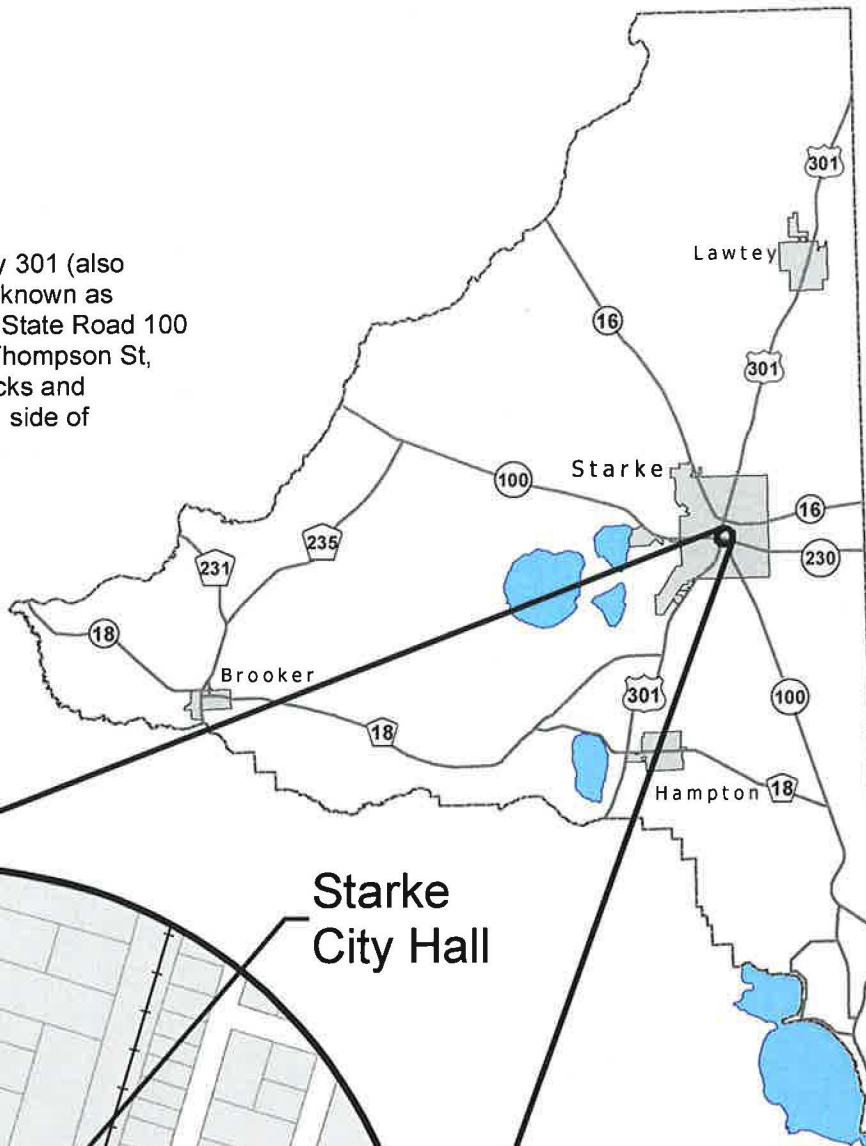 y 301 (also
known as
State Road 100
Thompson St,
cks and
side of
301
Lawtey
16
301
Starke
100
16
235
230
231
18
Brooker
301
100
18
Hampton
18
Starke
City Hall